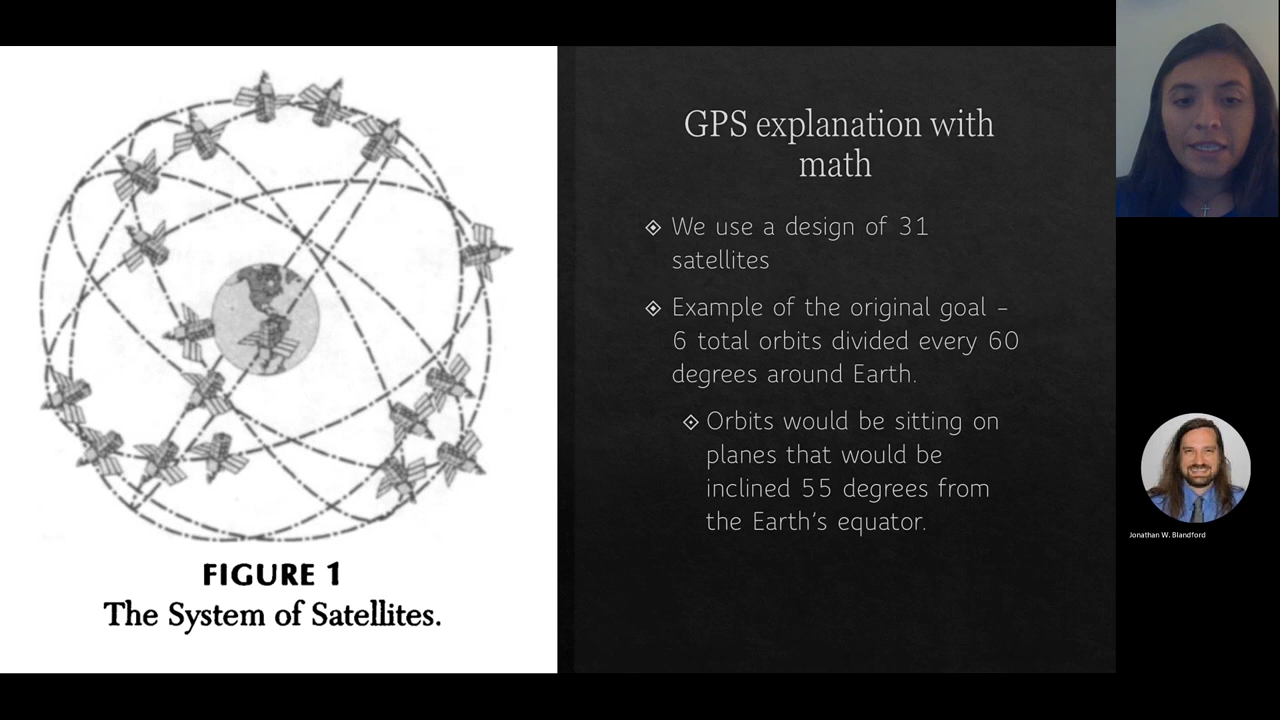 GPS explanation with
math
We use a design of 31
satellites
Example of the original goal –
6 total orbits divided every 60
degrees around Earth.
Orbits would be sitting on
planes that would be
inclined 55 degrees from
the Earth's equator.
FIGURE 1
The System of Satellites.
Jonathan W. Blandford